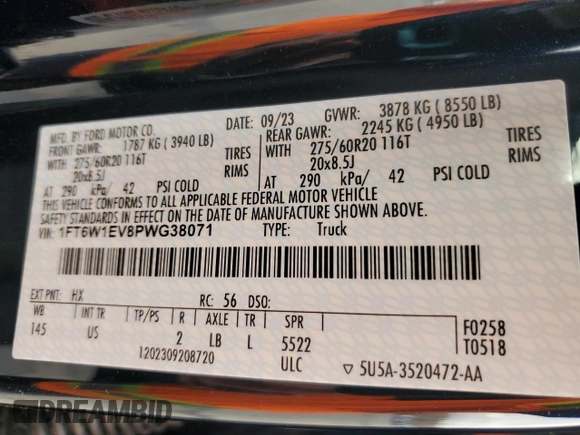 MFD. BY FORD MOTOR CO. DATE: 09/23 GVWR: 3878 KG ( 8550 LB)
FRONT GAWR: 1787 KG ( 3940 LB) REAR GAWR: 2245 KG ( 4950 LB)
WITH 275/60R20 116T TIRES WITH 275/60R20 116T TIRES
20x8.5J RIMS 20x8.5J RIMS
AT 290 kPa/ 42 PSI COLD AT 290 kPa/ 42 PSI COLD
THIS VEHICLE CONFORMS TO ALL APPLICABLE FEDERAL MOTOR VEHICLE
SAFETY STANDARDS IN EFFECT ON THE DATE OF MANUFACTURE SHOWN ABOVE.
VIN: 1FT6W1EV8PWG38071 TYPE: Truck
EXT PNT: HX RC: 56 DSO:
WB INT TR TP/PS R AXLE TR SPR F0258
145 US 2 LB L 5522 T0518
I202309208720 ULC ▽ 5U5A-3520472-AA
DREAMBID